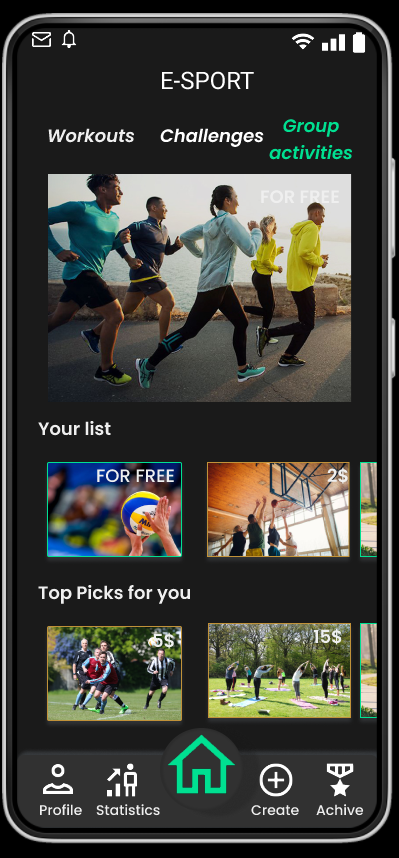 E-SPORT
Workouts
Challenges
Group
activities
FOR FREE
Your list
FOR FREE
2$
Top Picks for you
5$
15$
Profile
Statistics
Create
Achive